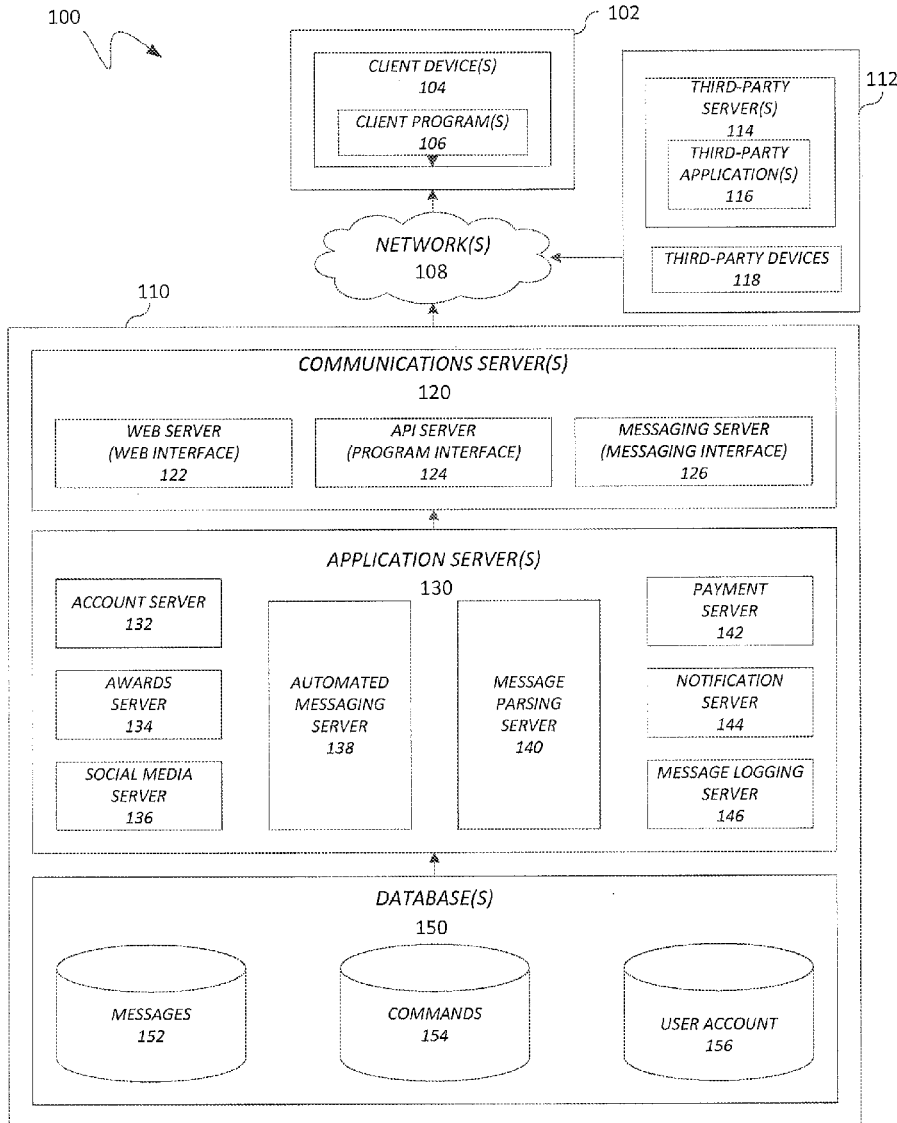 100
102
CLIENT DEVICE(S)
104
CLIENT PROGRAM(S)
106
112
THIRD-PARTY
SERVER(S)
114
THIRD-PARTY
APPLICATION(S)
116
THIRD-PARTY DEVICES
118
NETWORK(S)
108
110
COMMUNICATIONS SERVER(S)
120
WEB SERVER
(WEB INTERFACE)
122
API SERVER
(PROGRAM INTERFACE)
124
MESSAGING SERVER
(MESSAGING INTERFACE)
126
APPLICATION SERVER(S)
130
ACCOUNT SERVER
132
AWARDS
SERVER
134
SOCIAL MEDIA
SERVER
136
AUTOMATED
MESSAGING
SERVER
138
MESSAGE
PARSING
SERVER
140
PAYMENT
SERVER
142
NOTIFICATION
SERVER
144
MESSAGE LOGGING
SERVER
146
DATABASE(S)
150
MESSAGES
152
COMMANDS
154
USER ACCOUNT
156